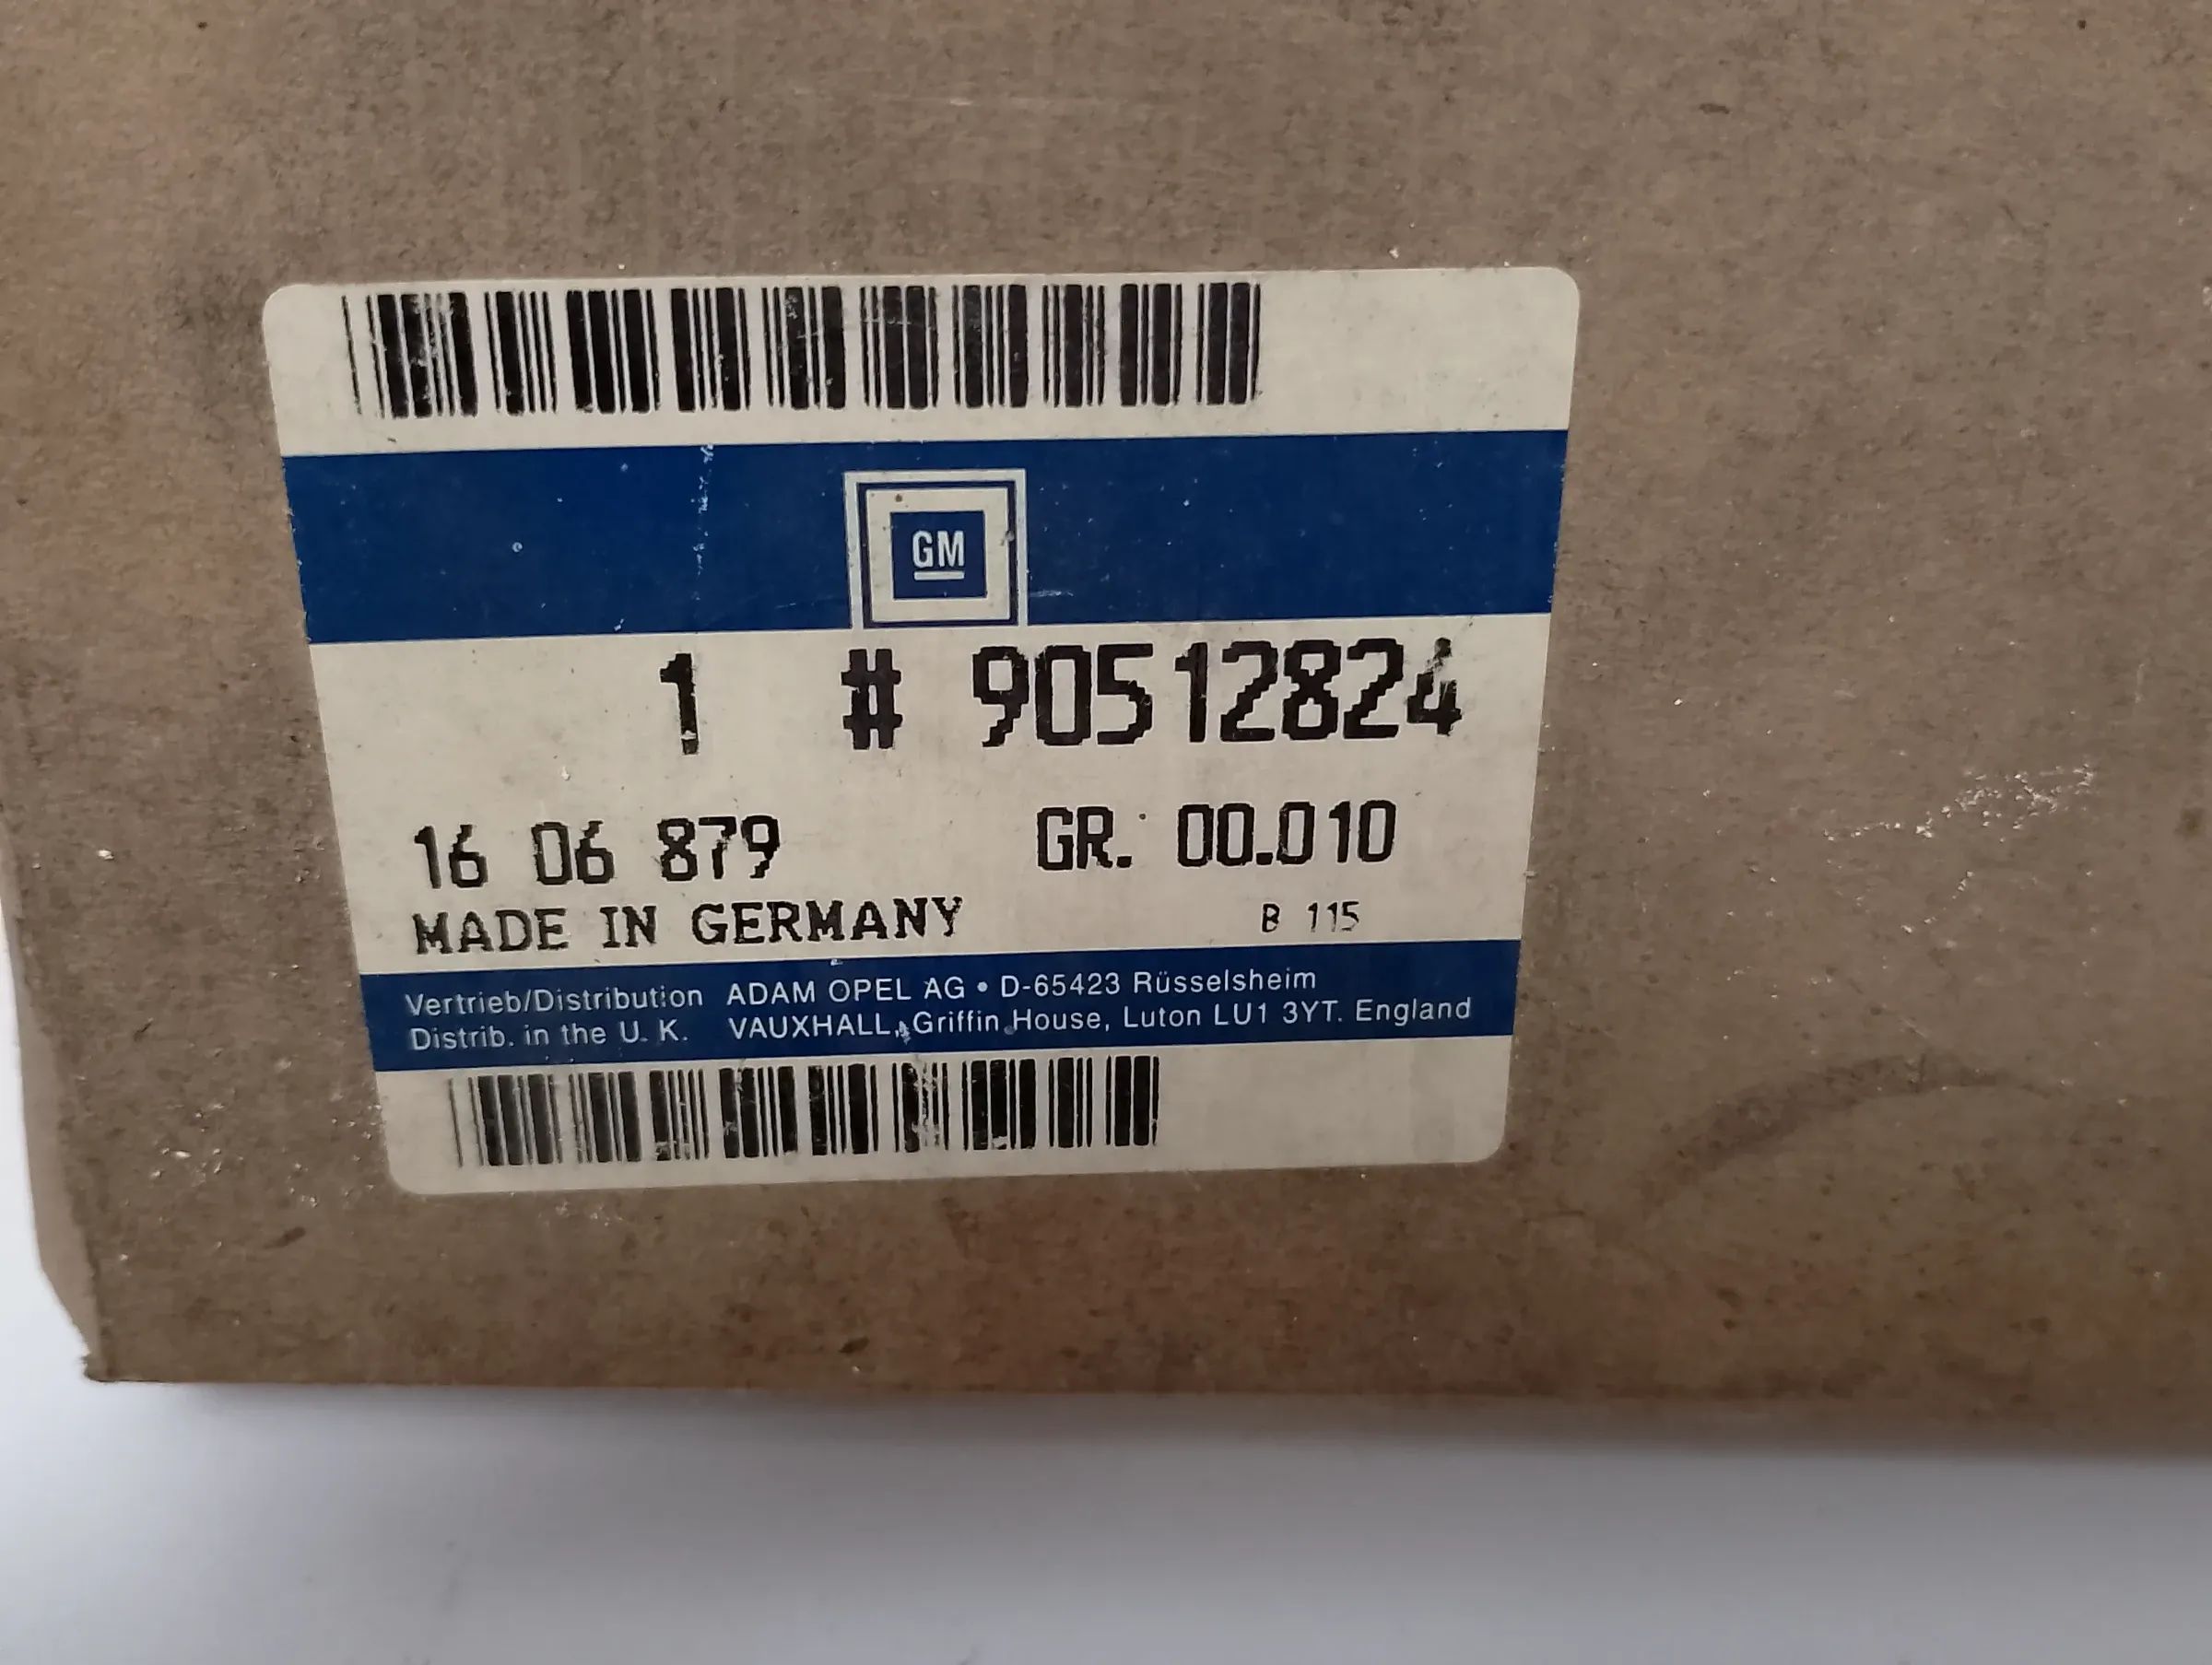 GM
1 # 90512824
16 06 879 GR. 00.010
MADE IN GERMANY B 115
Vertrieb/Distribution ADAM OPEL AG • D-65423 Rüsselsheim
Distrib. in the U. K. VAUXHALL, Griffin House, Luton LU1 3YT. England